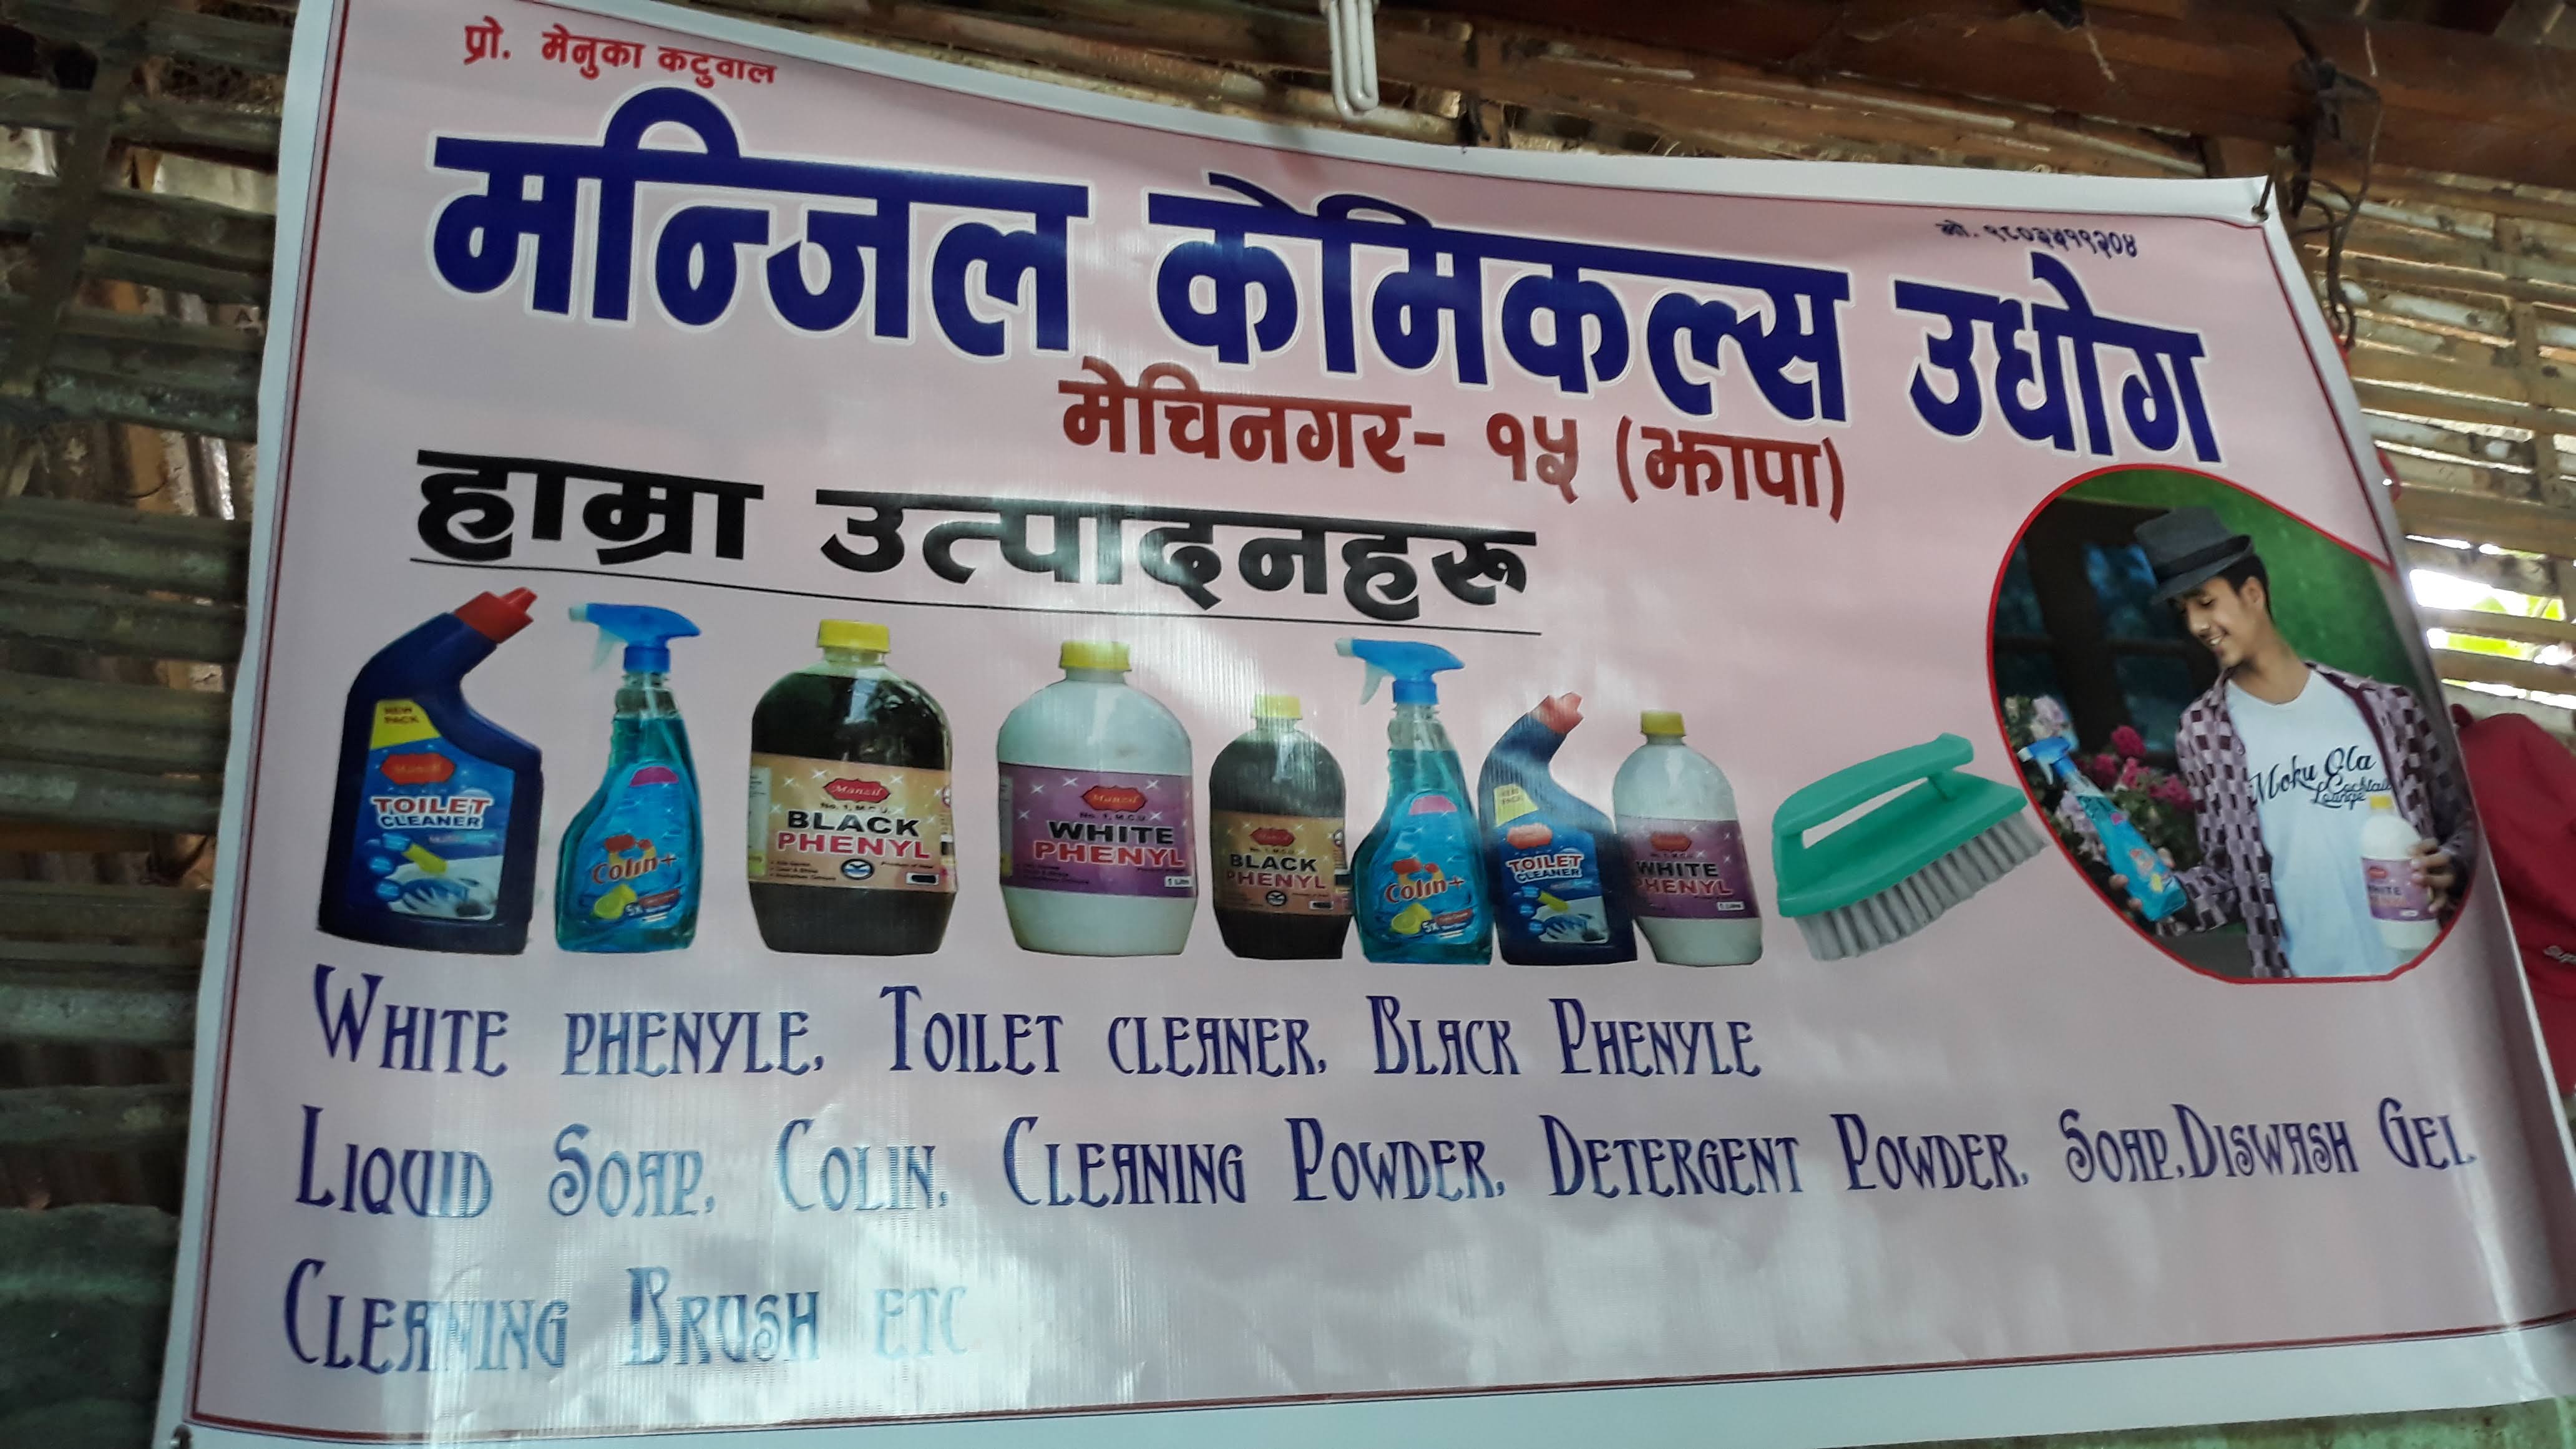 प्रो. मेनुका कटुवाल
मन्जिल केमिकल्स उधोग
मेचिनगर- १५ (झापा)
हाम्रा उत्पादनहरू
NEW PACK
Manzil
TOILET
CLEANER
Colin+
5X
Manzil
No. 1, M.C.U.
BLACK
PHENYL
Manzil
No. 1, M.C.U.
WHITE
PHENYL
1 Litre
BLACK
PHENYL
Colin+
5X
TOILET
CLEANER
WHITE
PHENYL
Moku Ola
Cocktail
Lounge
WHITE PHENYLE, TOILET CLEANER, BLACK PHENYLE
LIQUID SOAP, COLIN, CLEANING POWDER, DETERGENT POWDER, SOAP,DISWASH GEL,
CLEANING BRUSH ETC